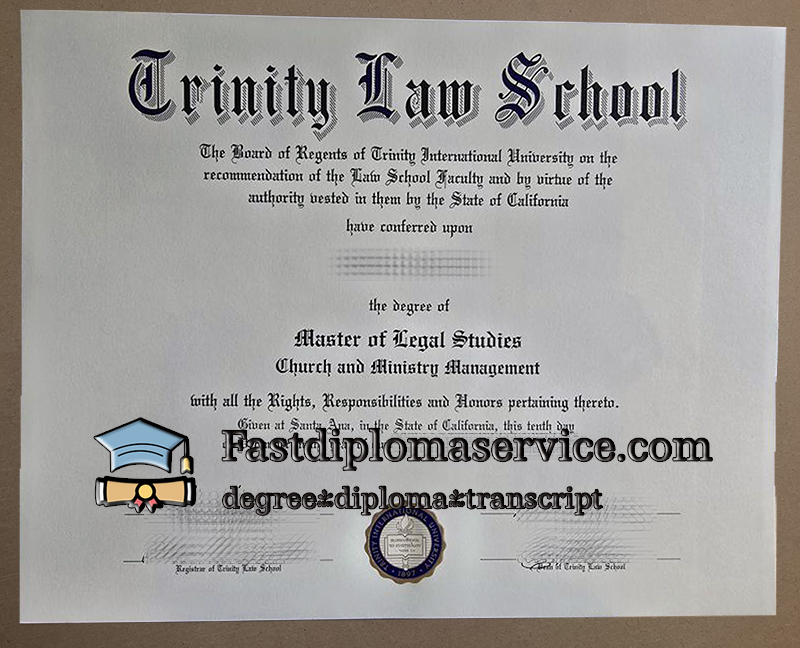 Trinity Law School
The Board of Regents of Trinity International University on the
recommendation of the Law School Faculty and by virtue of the
authority vested in them by the State of California
have conferred upon
the degree of
Master of Legal Studies
Church and Ministry Management
with all the Rights, Responsibilities and Honors pertaining thereto.
Given at Santa Ana, in the State of California, this tenth day
Fastdiplomaservice.com
degree*diploma*transcript
TRINITY INTERNATIONAL UNIVERSITY
1897
Registrar of Trinity Law School
Dean of Trinity Law School